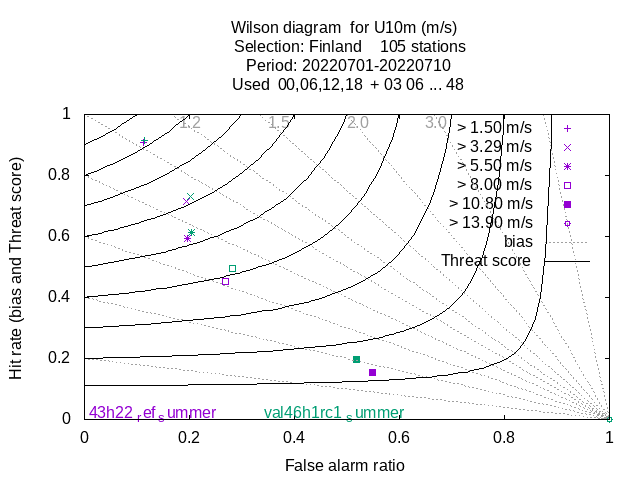 Wilson diagram for U10m (m/s)
Selection: Finland 105 stations
Period: 20220701-20220710
Used 00,06,12,18 + 03 06 ... 48
Hit rate (bias and Threat score)
1
0.8
0.6
0.4
0.2
0
1.2
1.5
2.0
3.0
> 1.50 m/s
> 3.29 m/s
> 5.50 m/s
> 8.00 m/s
> 10.80 m/s
> 13.90 m/s
bias
Threat score
43h22refsummer
val46h1rc1summer
0 0.2 0.4 0.6 0.8 1
False alarm ratio